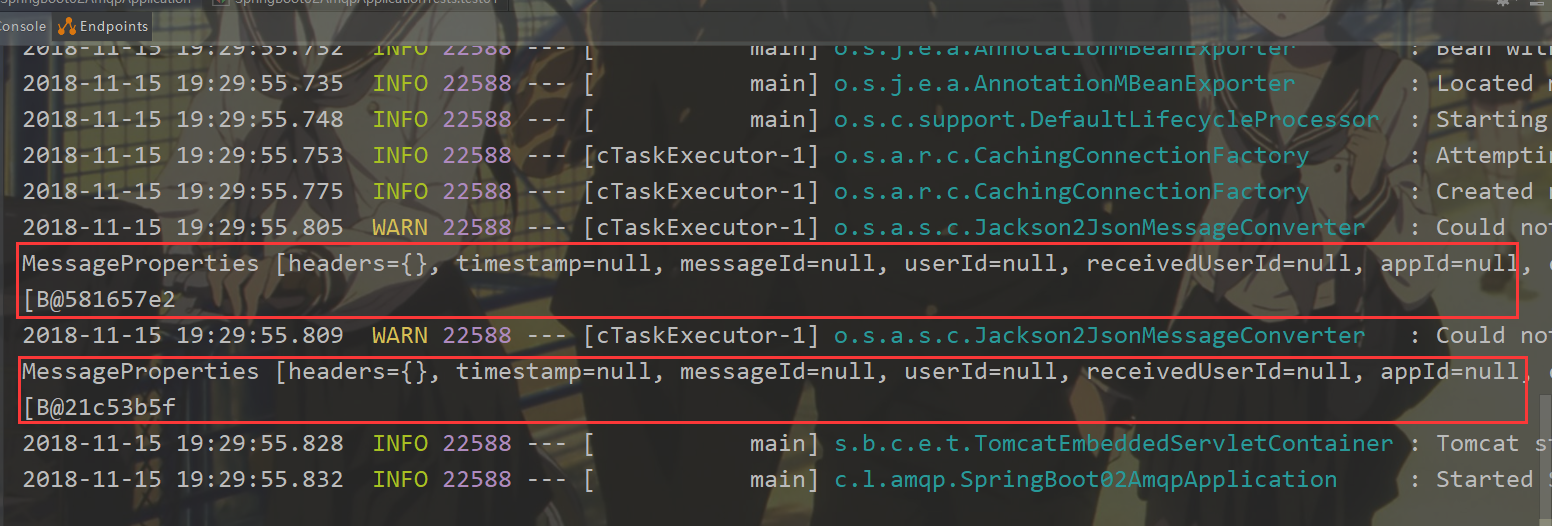 SpringBoot02AmqpApplication SpringBoot02AmqpApplicationTests.test01
Console Endpoints
2018-11-15 19:29:55.732 INFO 22588 --- [ main] o.s.j.e.a.AnnotationMBeanExporter : Bean with
2018-11-15 19:29:55.735 INFO 22588 --- [ main] o.s.j.e.a.AnnotationMBeanExporter : Located
2018-11-15 19:29:55.748 INFO 22588 --- [ main] o.s.c.support.DefaultLifecycleProcessor : Starting
2018-11-15 19:29:55.753 INFO 22588 --- [cTaskExecutor-1] o.s.a.r.c.CachingConnectionFactory : Attemptin
2018-11-15 19:29:55.775 INFO 22588 --- [cTaskExecutor-1] o.s.a.r.c.CachingConnectionFactory : Created
2018-11-15 19:29:55.805 WARN 22588 --- [cTaskExecutor-1] o.s.a.s.c.Jackson2JsonMessageConverter : Could not
MessageProperties [headers={}, timestamp=null, messageId=null, userId=null, receivedUserId=null, appId=null,
[B@581657e2
2018-11-15 19:29:55.809 WARN 22588 --- [cTaskExecutor-1] o.s.a.s.c.Jackson2JsonMessageConverter : Could not
MessageProperties [headers={}, timestamp=null, messageId=null, userId=null, receivedUserId=null, appId=null,
[B@21c53b5f
2018-11-15 19:29:55.828 INFO 22588 --- [ main] s.b.c.e.t.TomcatEmbeddedServletContainer : Tomcat st
2018-11-15 19:29:55.832 INFO 22588 --- [ main] c.l.amqp.SpringBoot02AmqpApplication : Started S